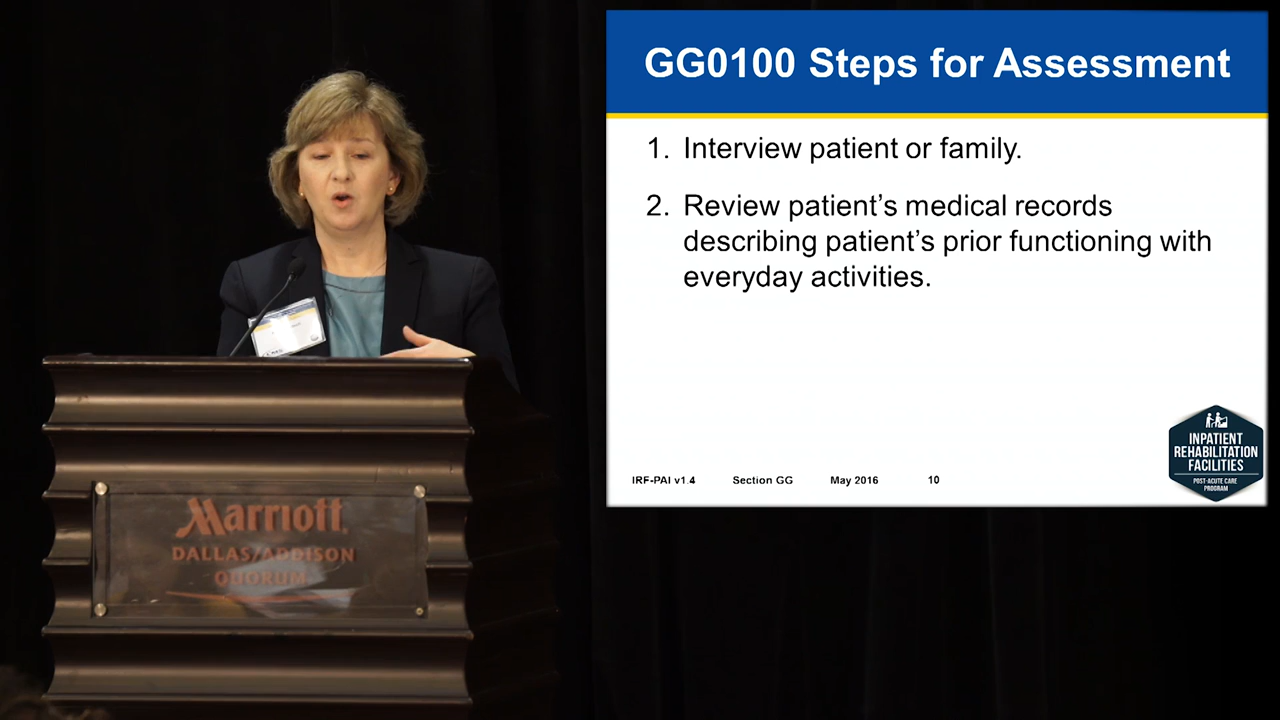 GG0100 Steps for Assessment
1. Interview patient or family.
2. Review patient's medical records
describing patient's prior functioning with
everyday activities.
IRF-PAI v1.4 Section GG May 2016 10
INPATIENT
REHABILITATION
FACILITIES
POST-ACUTE CARE
PROGRAM
Marriott
DALLAS/ADDISON
QUORUM